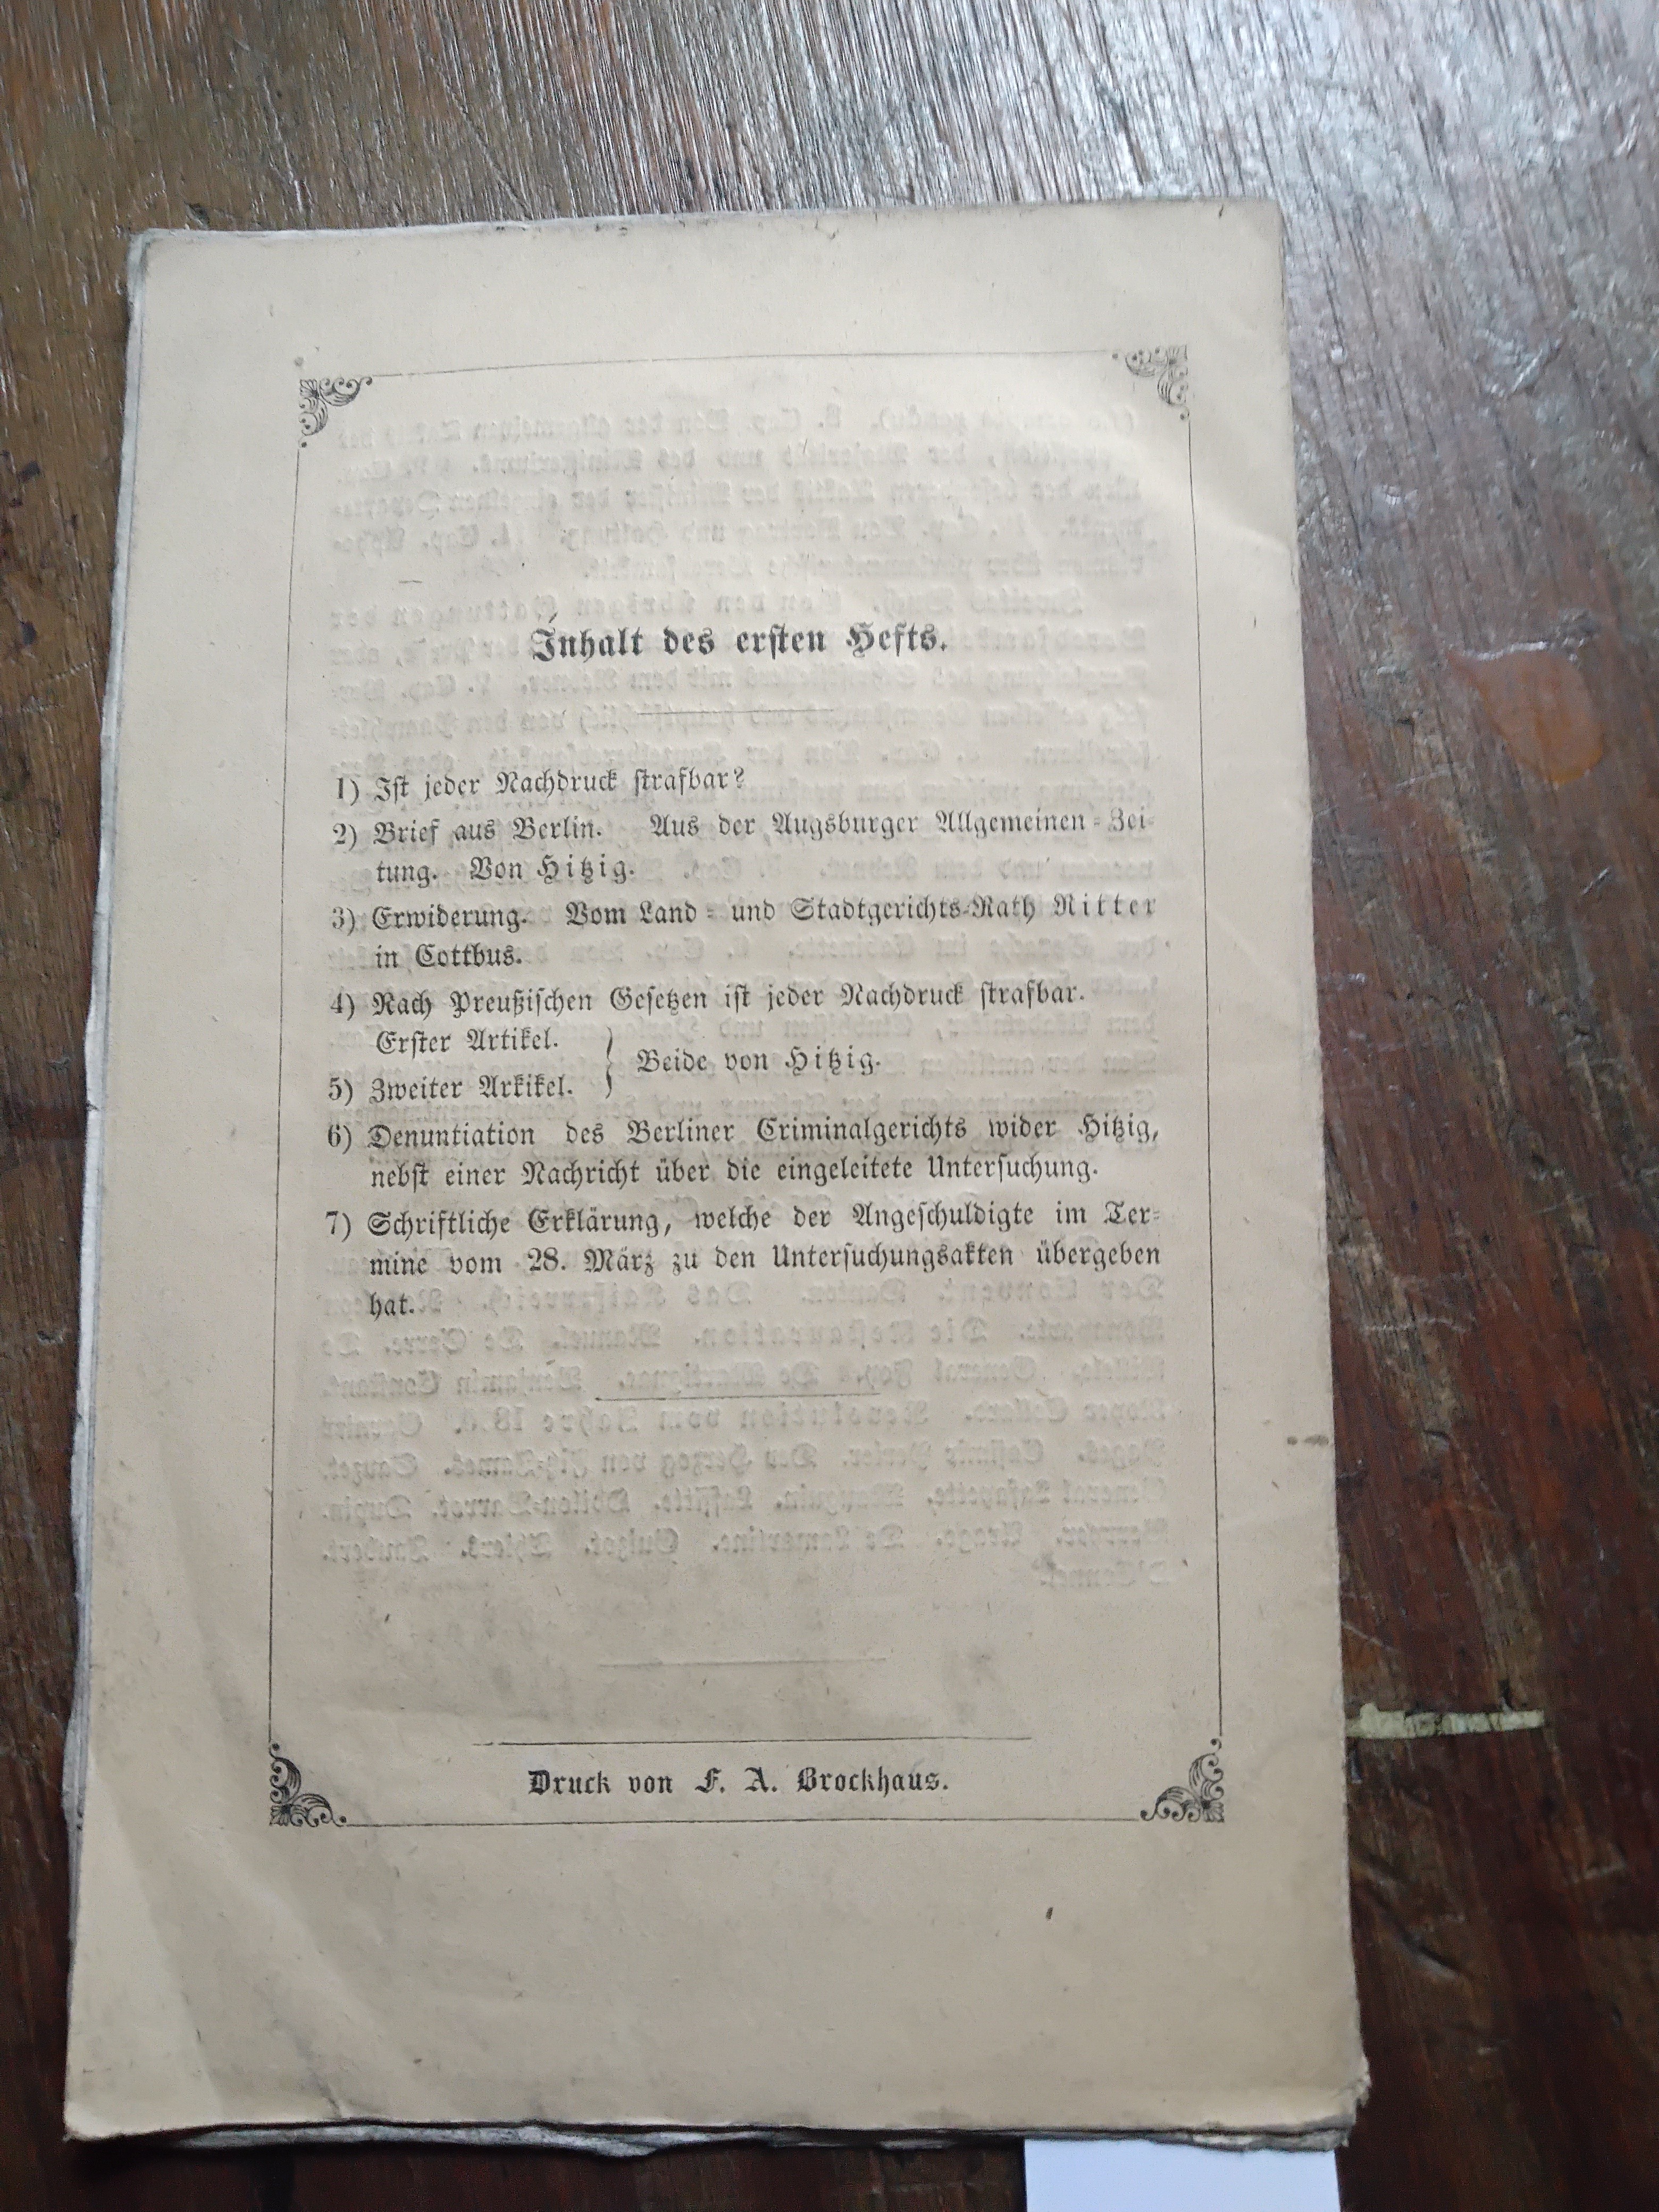 Inhalt des ersten Hefts.
1) Ist jeder Nachdruck strafbar?
2) Brief aus Berlin. Aus der Augsburger Allgemeinen-Zei-
tung. Von Hitzig.
3) Erwiderung. Vom Land- und Stadtgerichts-Rath Ritter
in Cottbus.
4) Nach Preußischen Gesetzen ist jeder Nachdruck strafbar.
Erster Artikel.
5) Zweiter Artikel. } Beide von Hitzig.
6) Denuntiation des Berliner Criminalgerichts wider Hitzig,
nebst einer Nachricht über die eingeleitete Untersuchung.
7) Schriftliche Erklärung, welche der Angeschuldigte im Ter-
mine vom 28. März zu den Untersuchungsakten übergeben
hat.
Druck von F. A. Brockhaus.